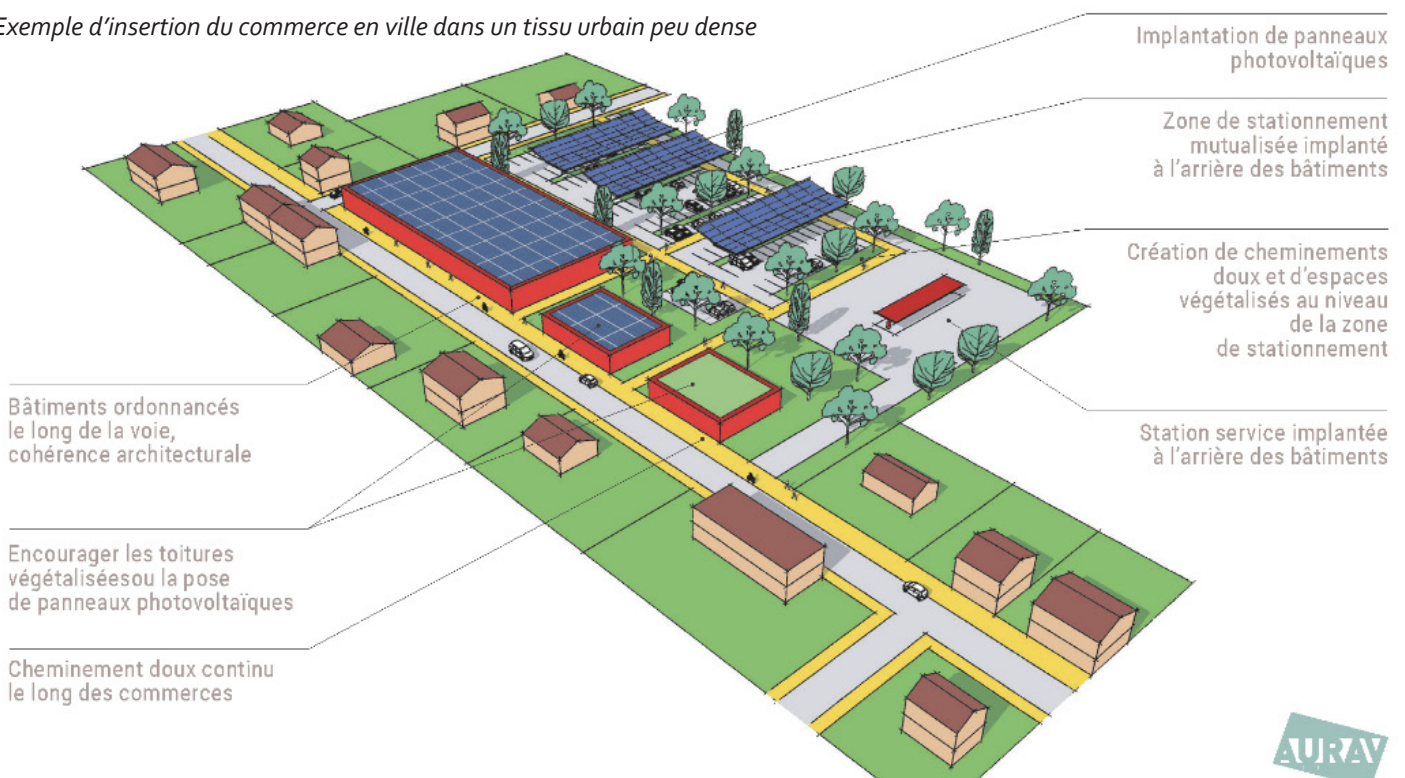 Exemple d'insertion du commerce en ville dans un tissu urbain peu dense
Implantation de panneaux
photovoltaïques
Zone de stationnement
mutualisée implanté
à l'arrière des bâtiments
Création de cheminements
doux et d'espaces
végétalisés au niveau
de la zone
de stationnement
Station service implantée
à l'arrière des bâtiments
Bâtiments ordonnancés
le long de la voie,
cohérence architecturale
Encourager les toitures
végétaliséesou la pose
de panneaux photovoltaïques
Cheminement doux continu
le long des commerces
AURAV